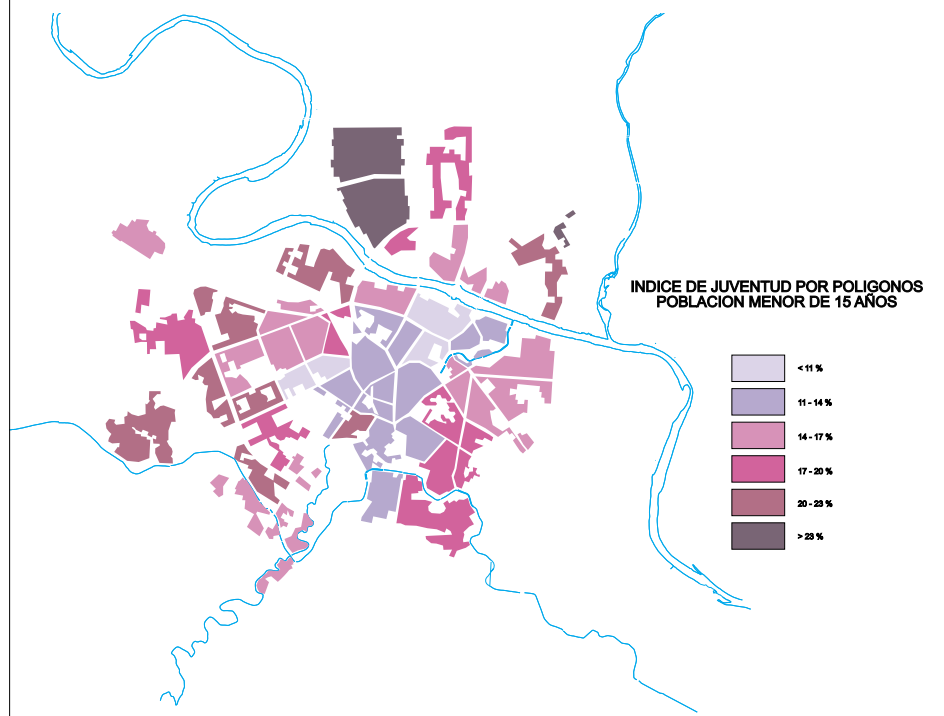 INDICE DE JUVENTUD POR POLIGONOS
POBLACION MENOR DE 15 AÑOS
< 11 %
11 - 14 %
14 - 17 %
17 - 20 %
20 - 23 %
> 23 %